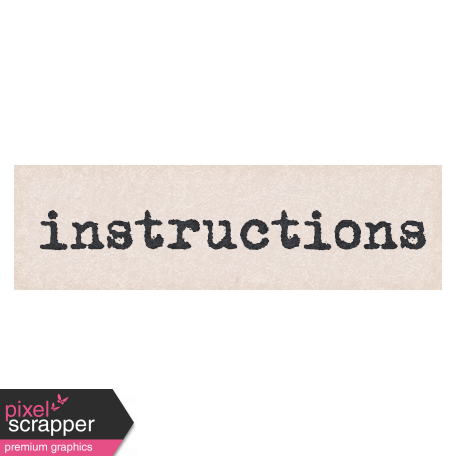 instructions
pixel
scrapper
premium graphics